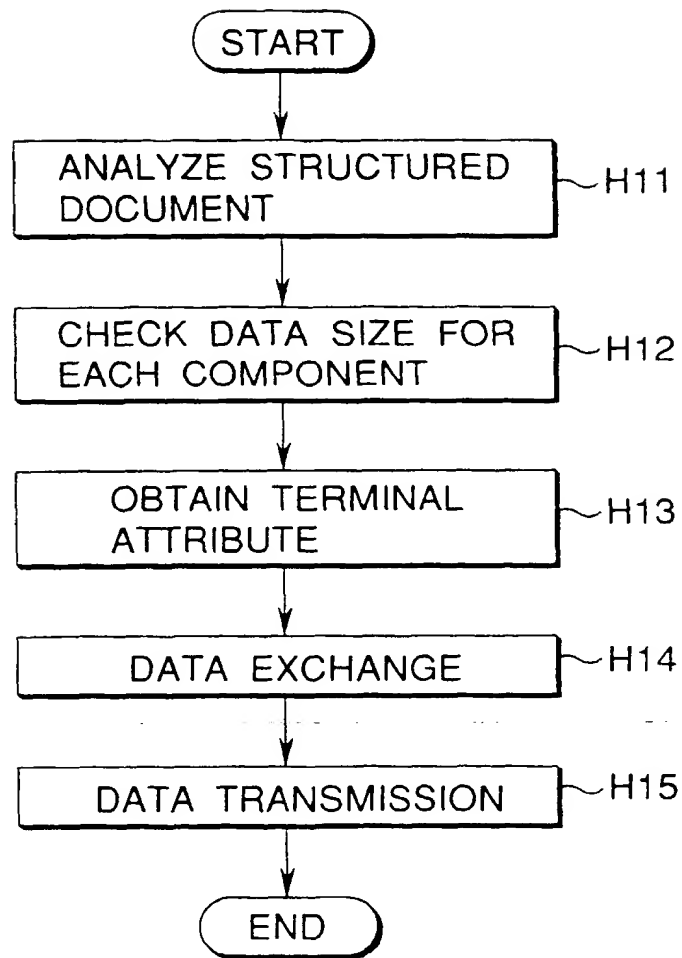 START
ANALYZE STRUCTURED
DOCUMENT
H11
CHECK DATA SIZE FOR
EACH COMPONENT
H12
OBTAIN TERMINAL
ATTRIBUTE
H13
DATA EXCHANGE
H14
DATA TRANSMISSION
H15
END